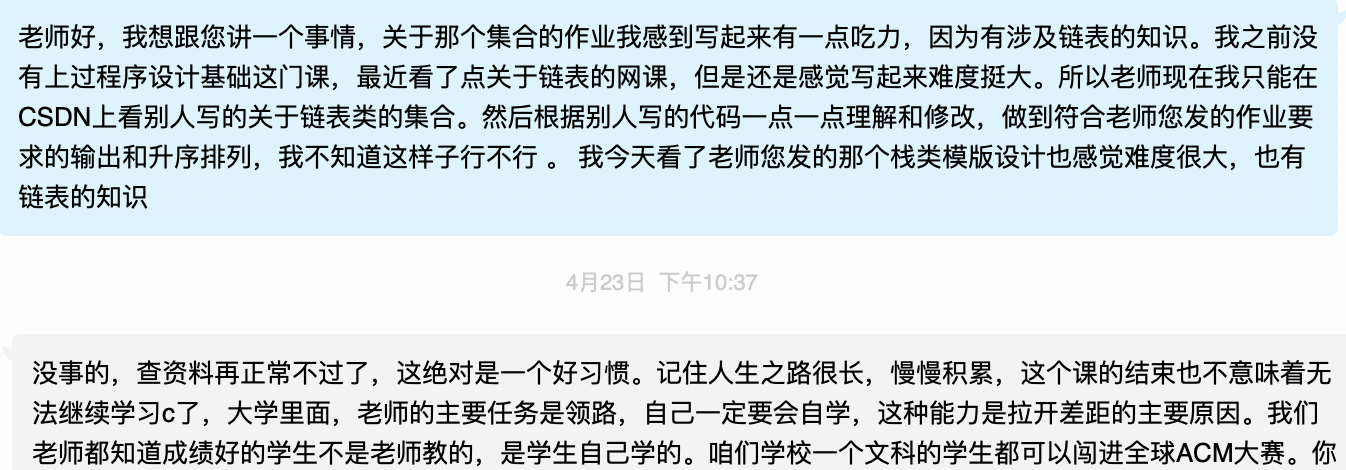 老师好，我想跟您讲一个事情，关于那个集合的作业我感到写起来有一点吃力，因为有涉及链表的知识。我之前没
有上过程序设计基础这门课，最近看了点关于链表的网课，但是还是感觉写起来难度挺大。所以老师现在我只能在
CSDN上看别人写的关于链表类的集合。然后根据别人写的代码一点一点理解和修改，做到符合老师您发的作业要
求的输出和升序排列，我不知道这样子行不行 。 我今天看了老师您发的那个栈类模版设计也感觉难度很大，也有
链表的知识
4月23日 下午10:37
没事的，查资料再正常不过了，这绝对是一个好习惯。记住人生之路很长，慢慢积累，这个课的结束也不意味着无
法继续学习c了，大学里面，老师的主要任务是领路，自己一定要会自学，这种能力是拉开差距的主要原因。我们
老师都知道成绩好的学生不是老师教的，是学生自己学的。咱们学校一个文科的学生都可以闯进全球ACM大赛。你